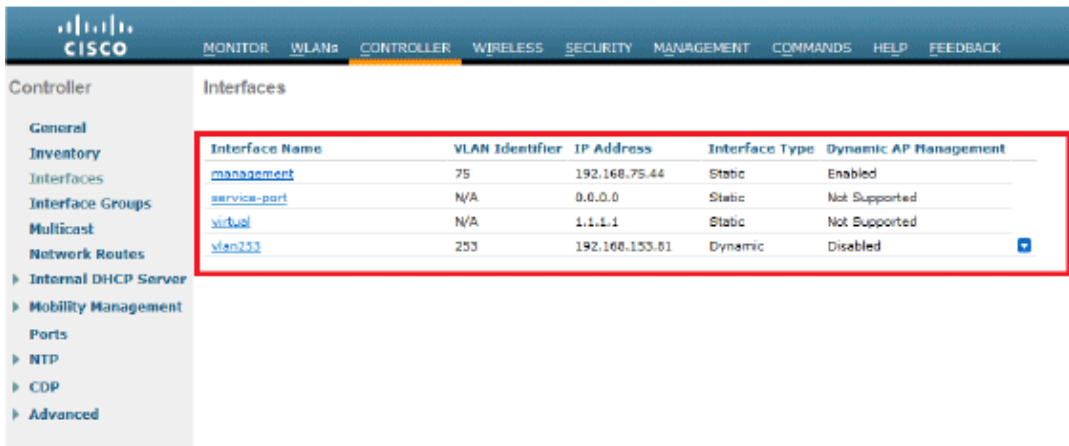 CISCO
MONITOR WLANs CONTROLLER WIRELESS SECURITY MANAGEMENT COMMANDS HELP FEEDBACK
Controller
General
Inventory
Interfaces
Interface Groups
Multicast
Network Routes
Internal DHCP Server
Mobility Management
Ports
NTP
CDP
Advanced
Interfaces
Interface Name VLAN Identifier IP Address Interface Type Dynamic AP Management
management 75 192.168.75.44 Static Enabled
service-port N/A 0.0.0.0 Static Not Supported
virtual N/A 1.1.1.1 Static Not Supported
vlan253 253 192.168.153.81 Dynamic Disabled